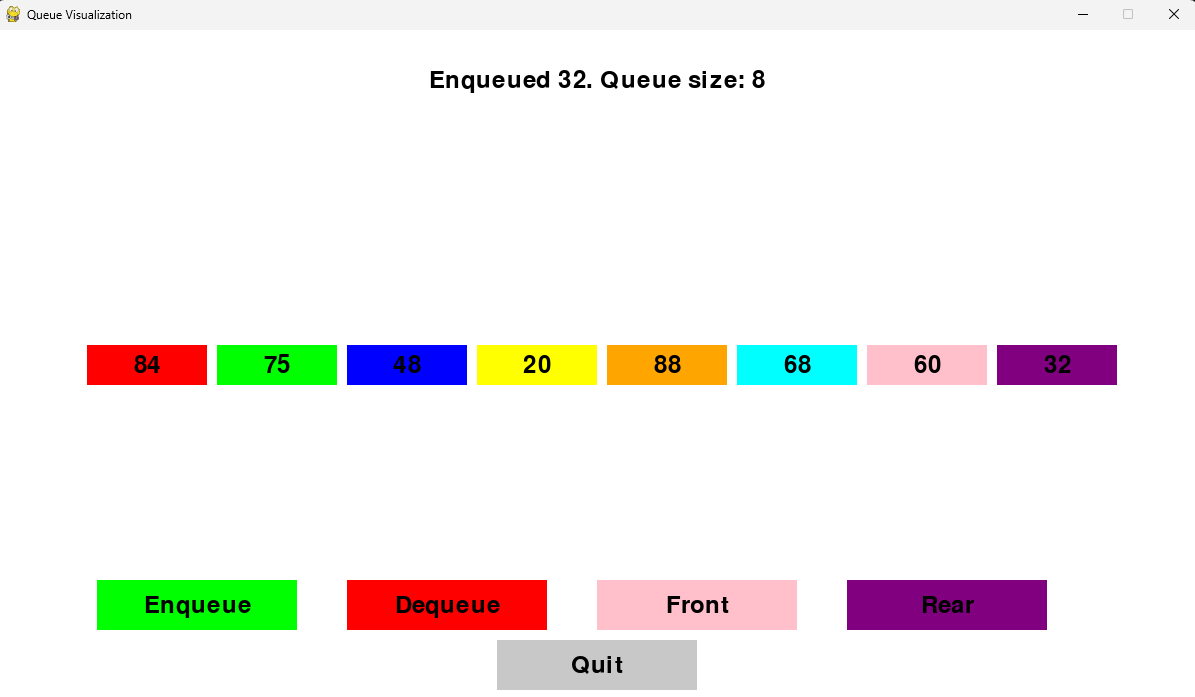 Queue Visualization
Enqueued 32. Queue size: 8
84 75 48 20 88 68 60 32
Enqueue Dequeue Front Rear
Quit